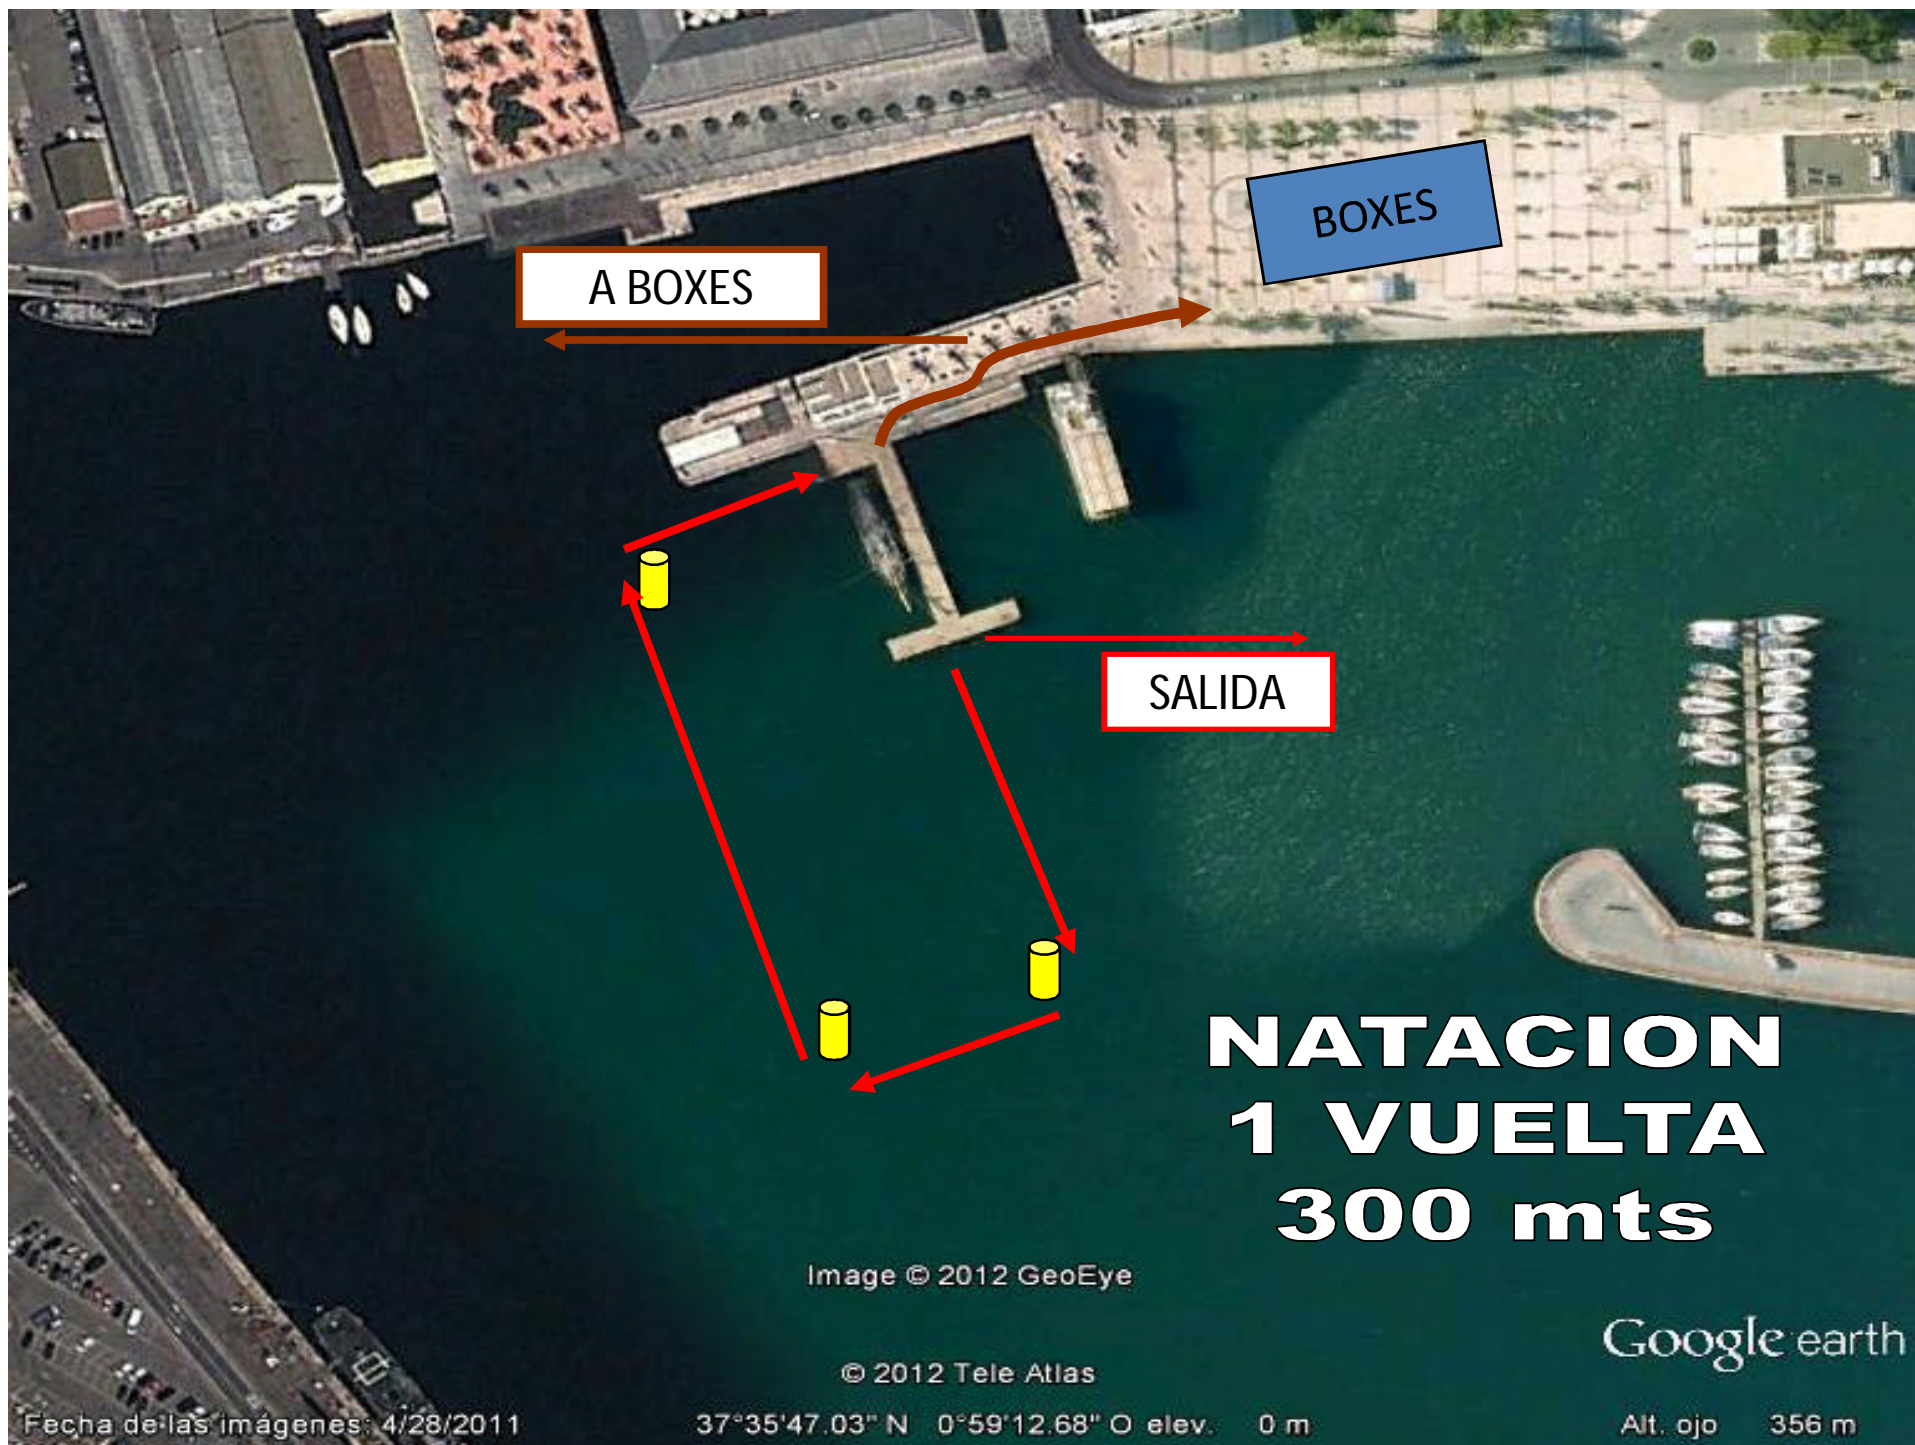 BOXES
A BOXES
SALIDA
NATACION
1 VUELTA
300 mts
Image © 2012 GeoEye
Google earth
© 2012 Tele Atlas
Fecha de las imágenes: 4/28/2011 37°35'47.03" N 0°59'12.68" O elev. 0 m Alt. ojo 356 m